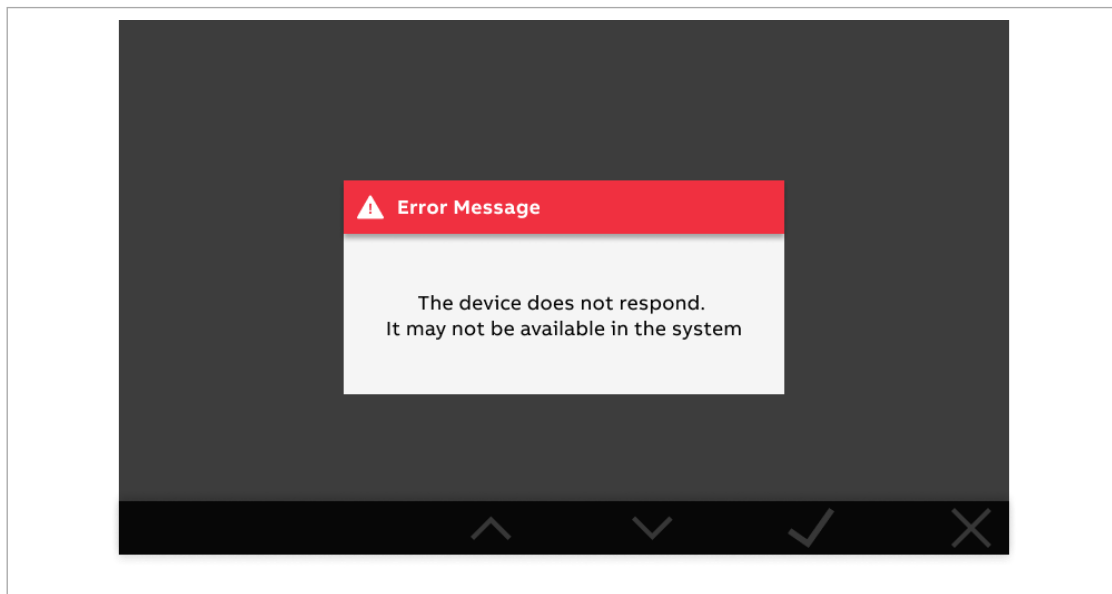 Error Message
The device does not respond.
It may not be available in the system